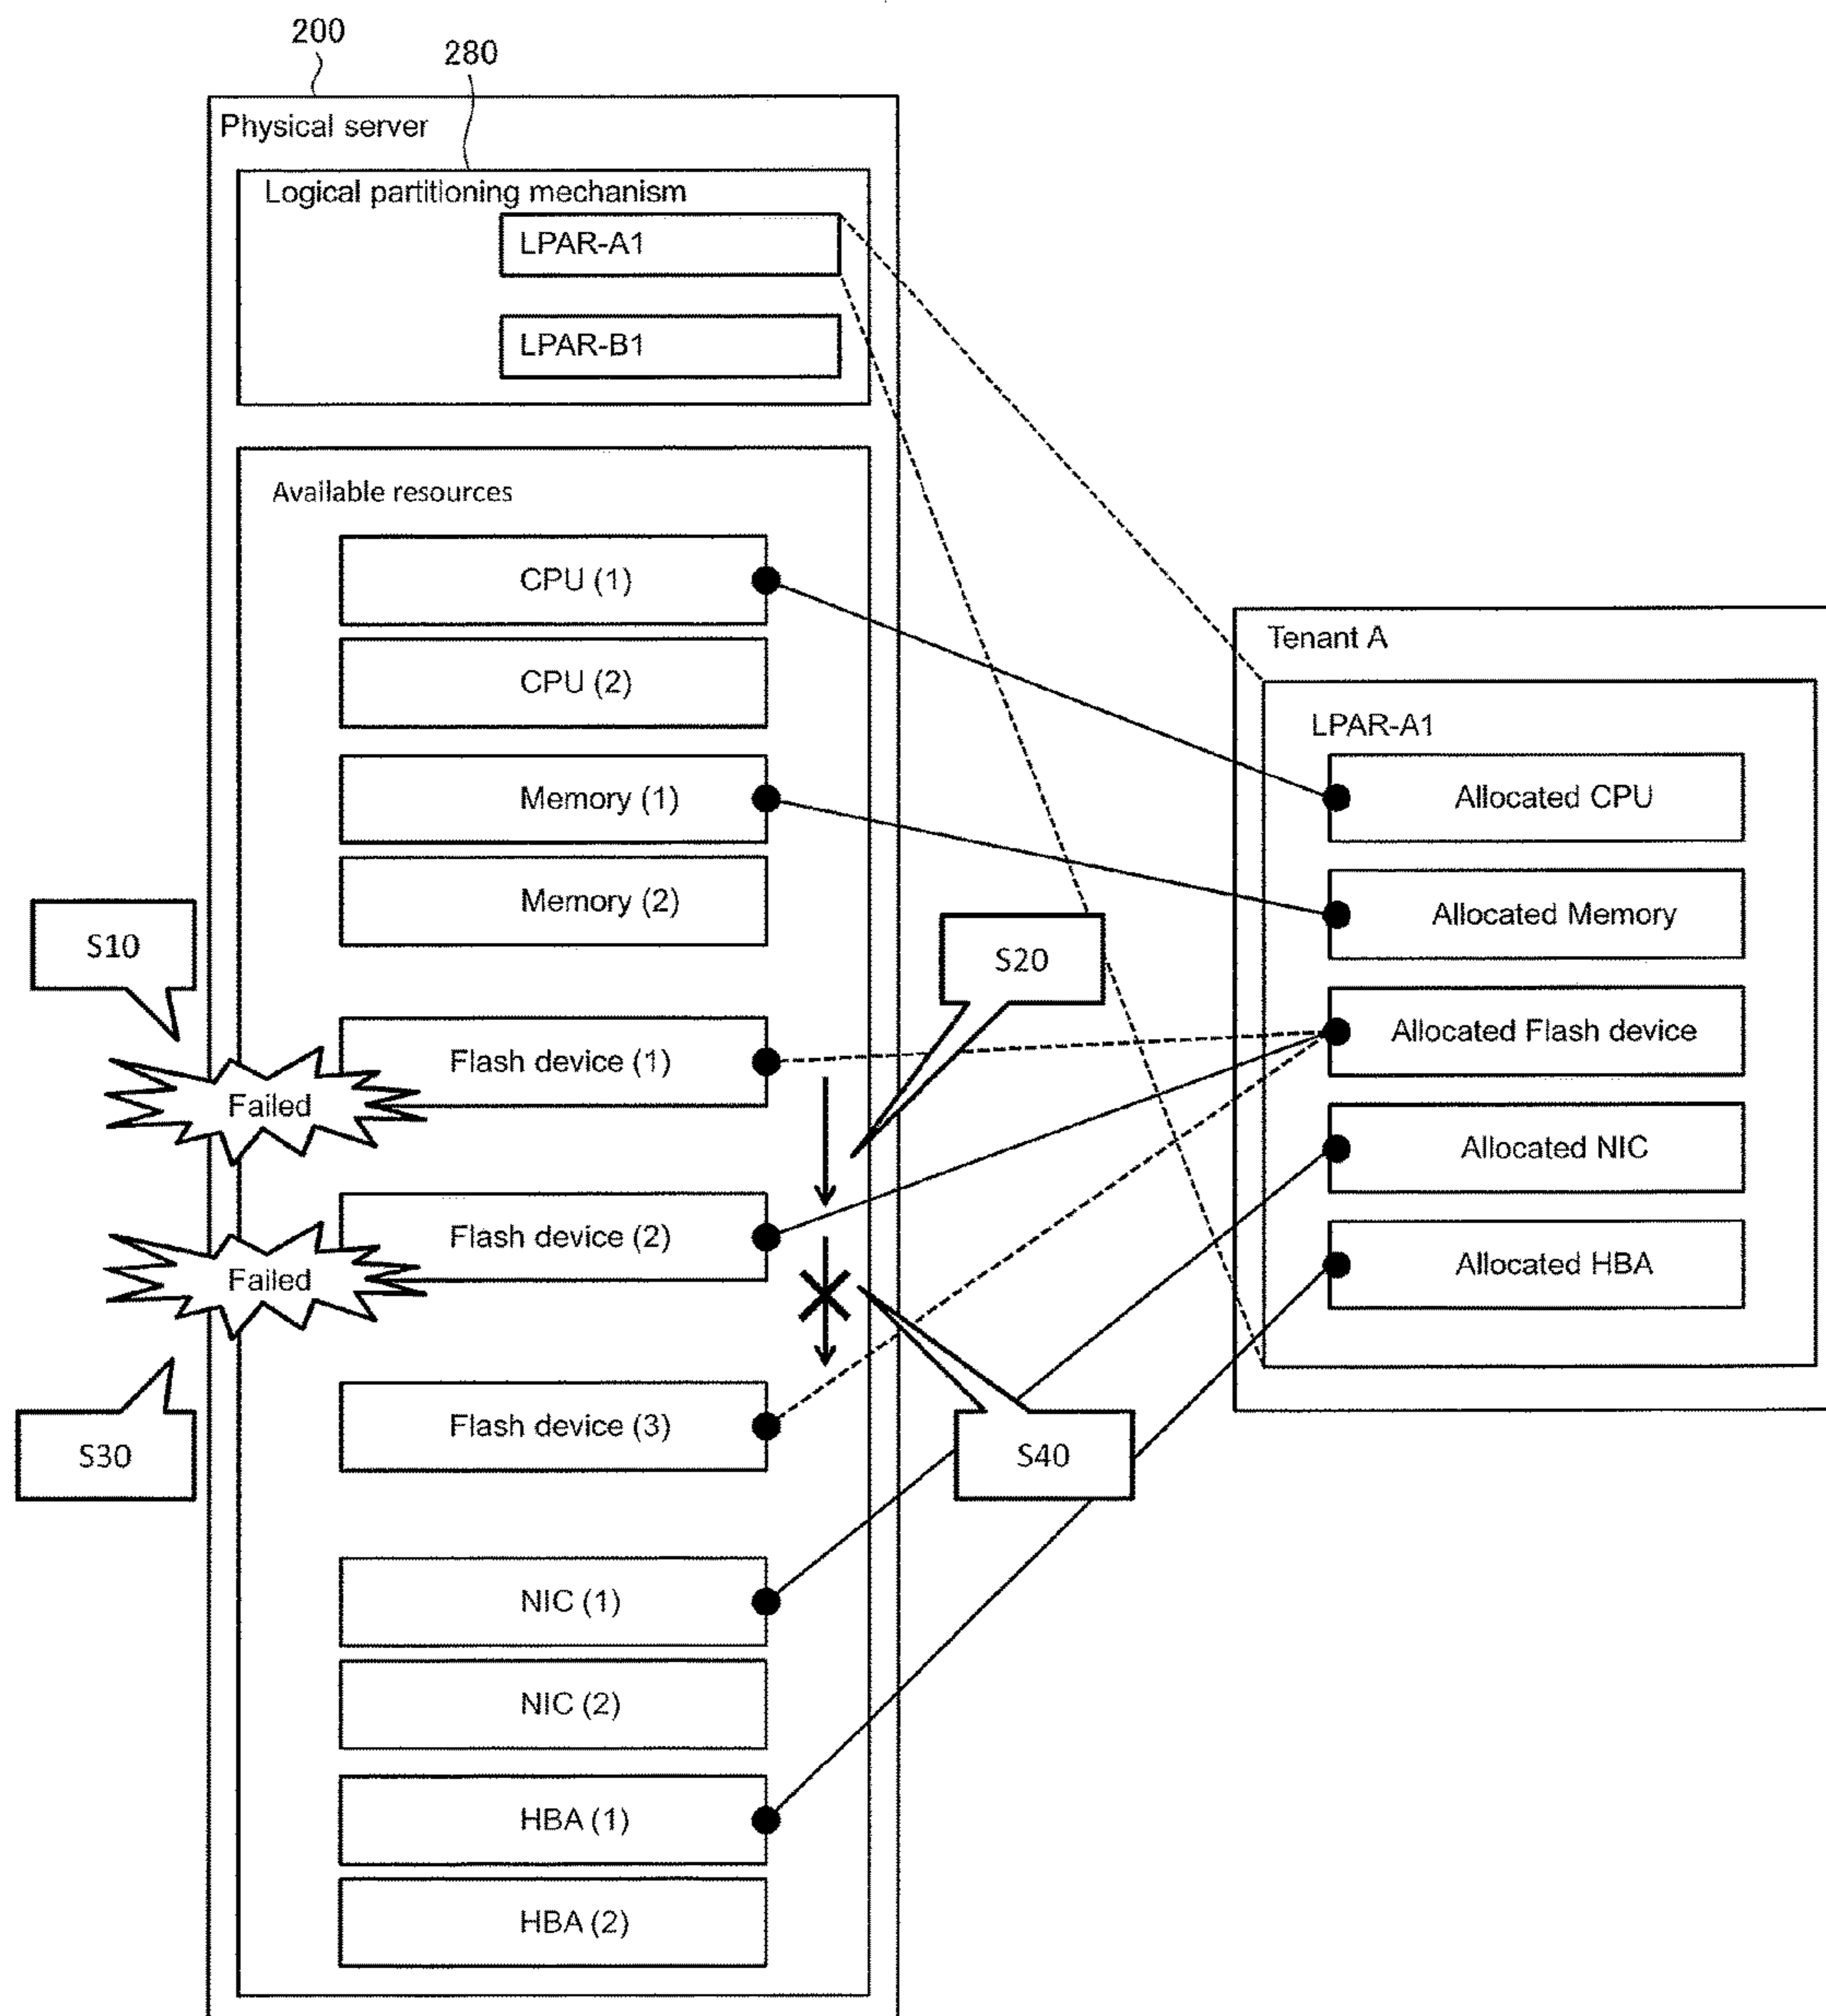 200
280
Physical server
Logical partitioning mechanism
LPAR-A1
LPAR-B1
Available resources
CPU (1)
CPU (2)
Memory (1)
Memory (2)
S10
Flash device (1)
Failed
S20
Flash device (2)
Failed
S30
Flash device (3)
S40
NIC (1)
NIC (2)
HBA (1)
HBA (2)
Tenant A
LPAR-A1
Allocated CPU
Allocated Memory
Allocated Flash device
Allocated NIC
Allocated HBA